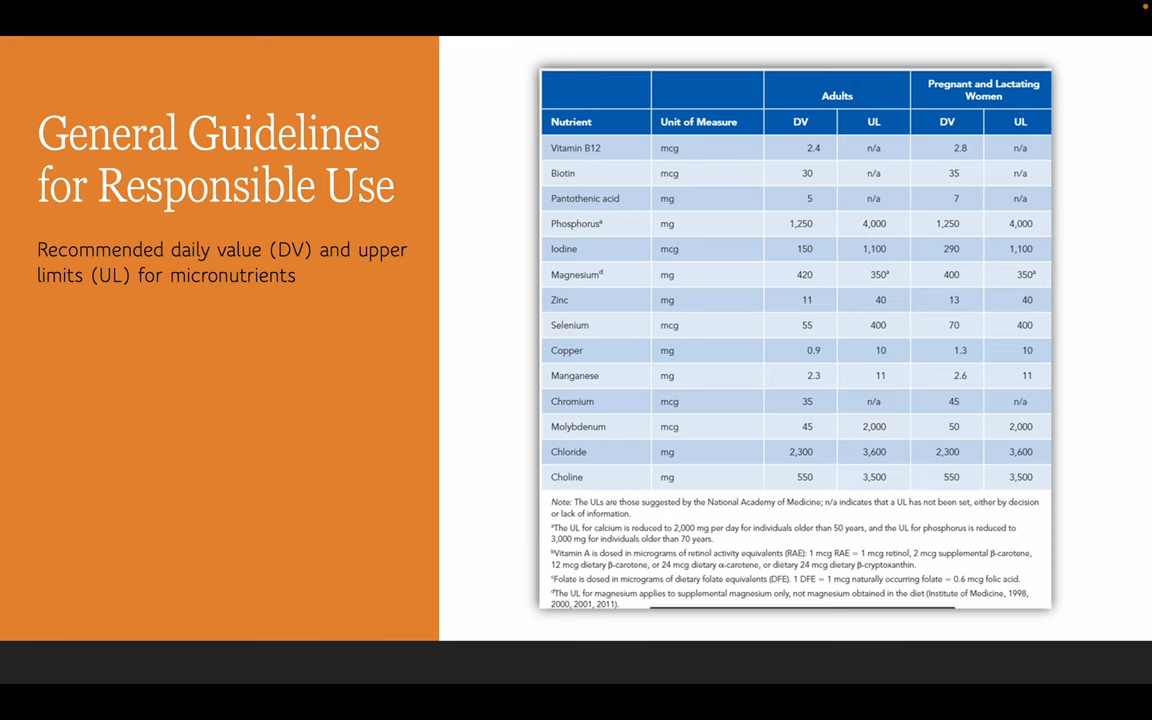 General Guidelines
for Responsible Use
Recommended daily value (DV) and upper
limits (UL) for micronutrients
Adults Pregnant and Lactating
Women
Nutrient Unit of Measure DV UL DV UL
Vitamin B12 mcg 2.4 n/a 2.8 n/a
Biotin mcg 30 n/a 35 n/a
Pantothenic acid mg 5 n/a 7 n/a
Phosphorusᵃ mg 1,250 4,000 1,250 4,000
Iodine mcg 150 1,100 290 1,100
Magnesiumᵈ mg 420 350ᵃ 400 350ᵃ
Zinc mg 11 40 13 40
Selenium mcg 55 400 70 400
Copper mg 0.9 10 1.3 10
Manganese mg 2.3 11 2.6 11
Chromium mcg 35 n/a 45 n/a
Molybdenum mcg 45 2,000 50 2,000
Chloride mg 2,300 3,600 2,300 3,600
Choline mg 550 3,500 550 3,500
Note: The ULs are those suggested by the National Academy of Medicine; n/a indicates that a UL has not been set, either by decision
or lack of information.
ᵃThe UL for calcium is reduced to 2,000 mg per day for individuals older than 50 years, and the UL for phosphorus is reduced to
3,000 mg for individuals older than 70 years.
ᵇVitamin A is dosed in micrograms of retinol activity equivalents (RAE): 1 mcg RAE = 1 mcg retinol, 2 mcg supplemental β-carotene,
12 mcg dietary β-carotene, or 24 mcg dietary α-carotene, or dietary 24 mcg dietary β-cryptoxanthin.
ᶜFolate is dosed in micrograms of dietary folate equivalents (DFE). 1 DFE = 1 mcg naturally occurring folate = 0.6 mcg folic acid.
ᵈThe UL for magnesium applies to supplemental magnesium only, not magnesium obtained in the diet (Institute of Medicine, 1998,
2000, 2001, 2011).